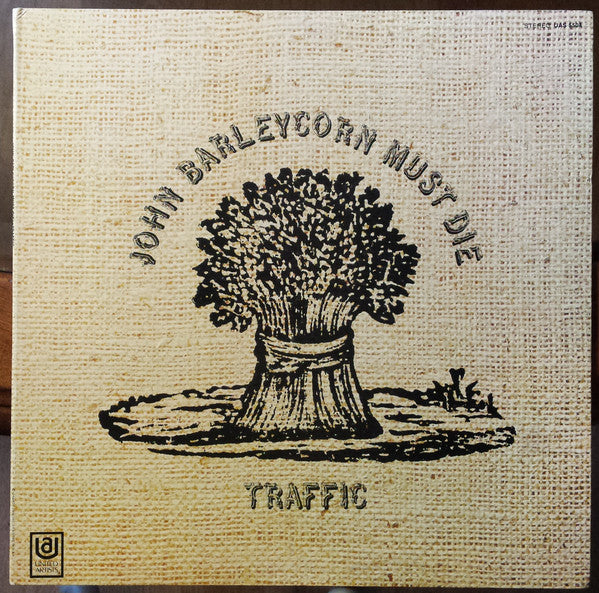 STEREO UAS 5504
JOHN BARLEYCORN MUST DIE
TRAFFIC
UA
UNITED
ARTISTS